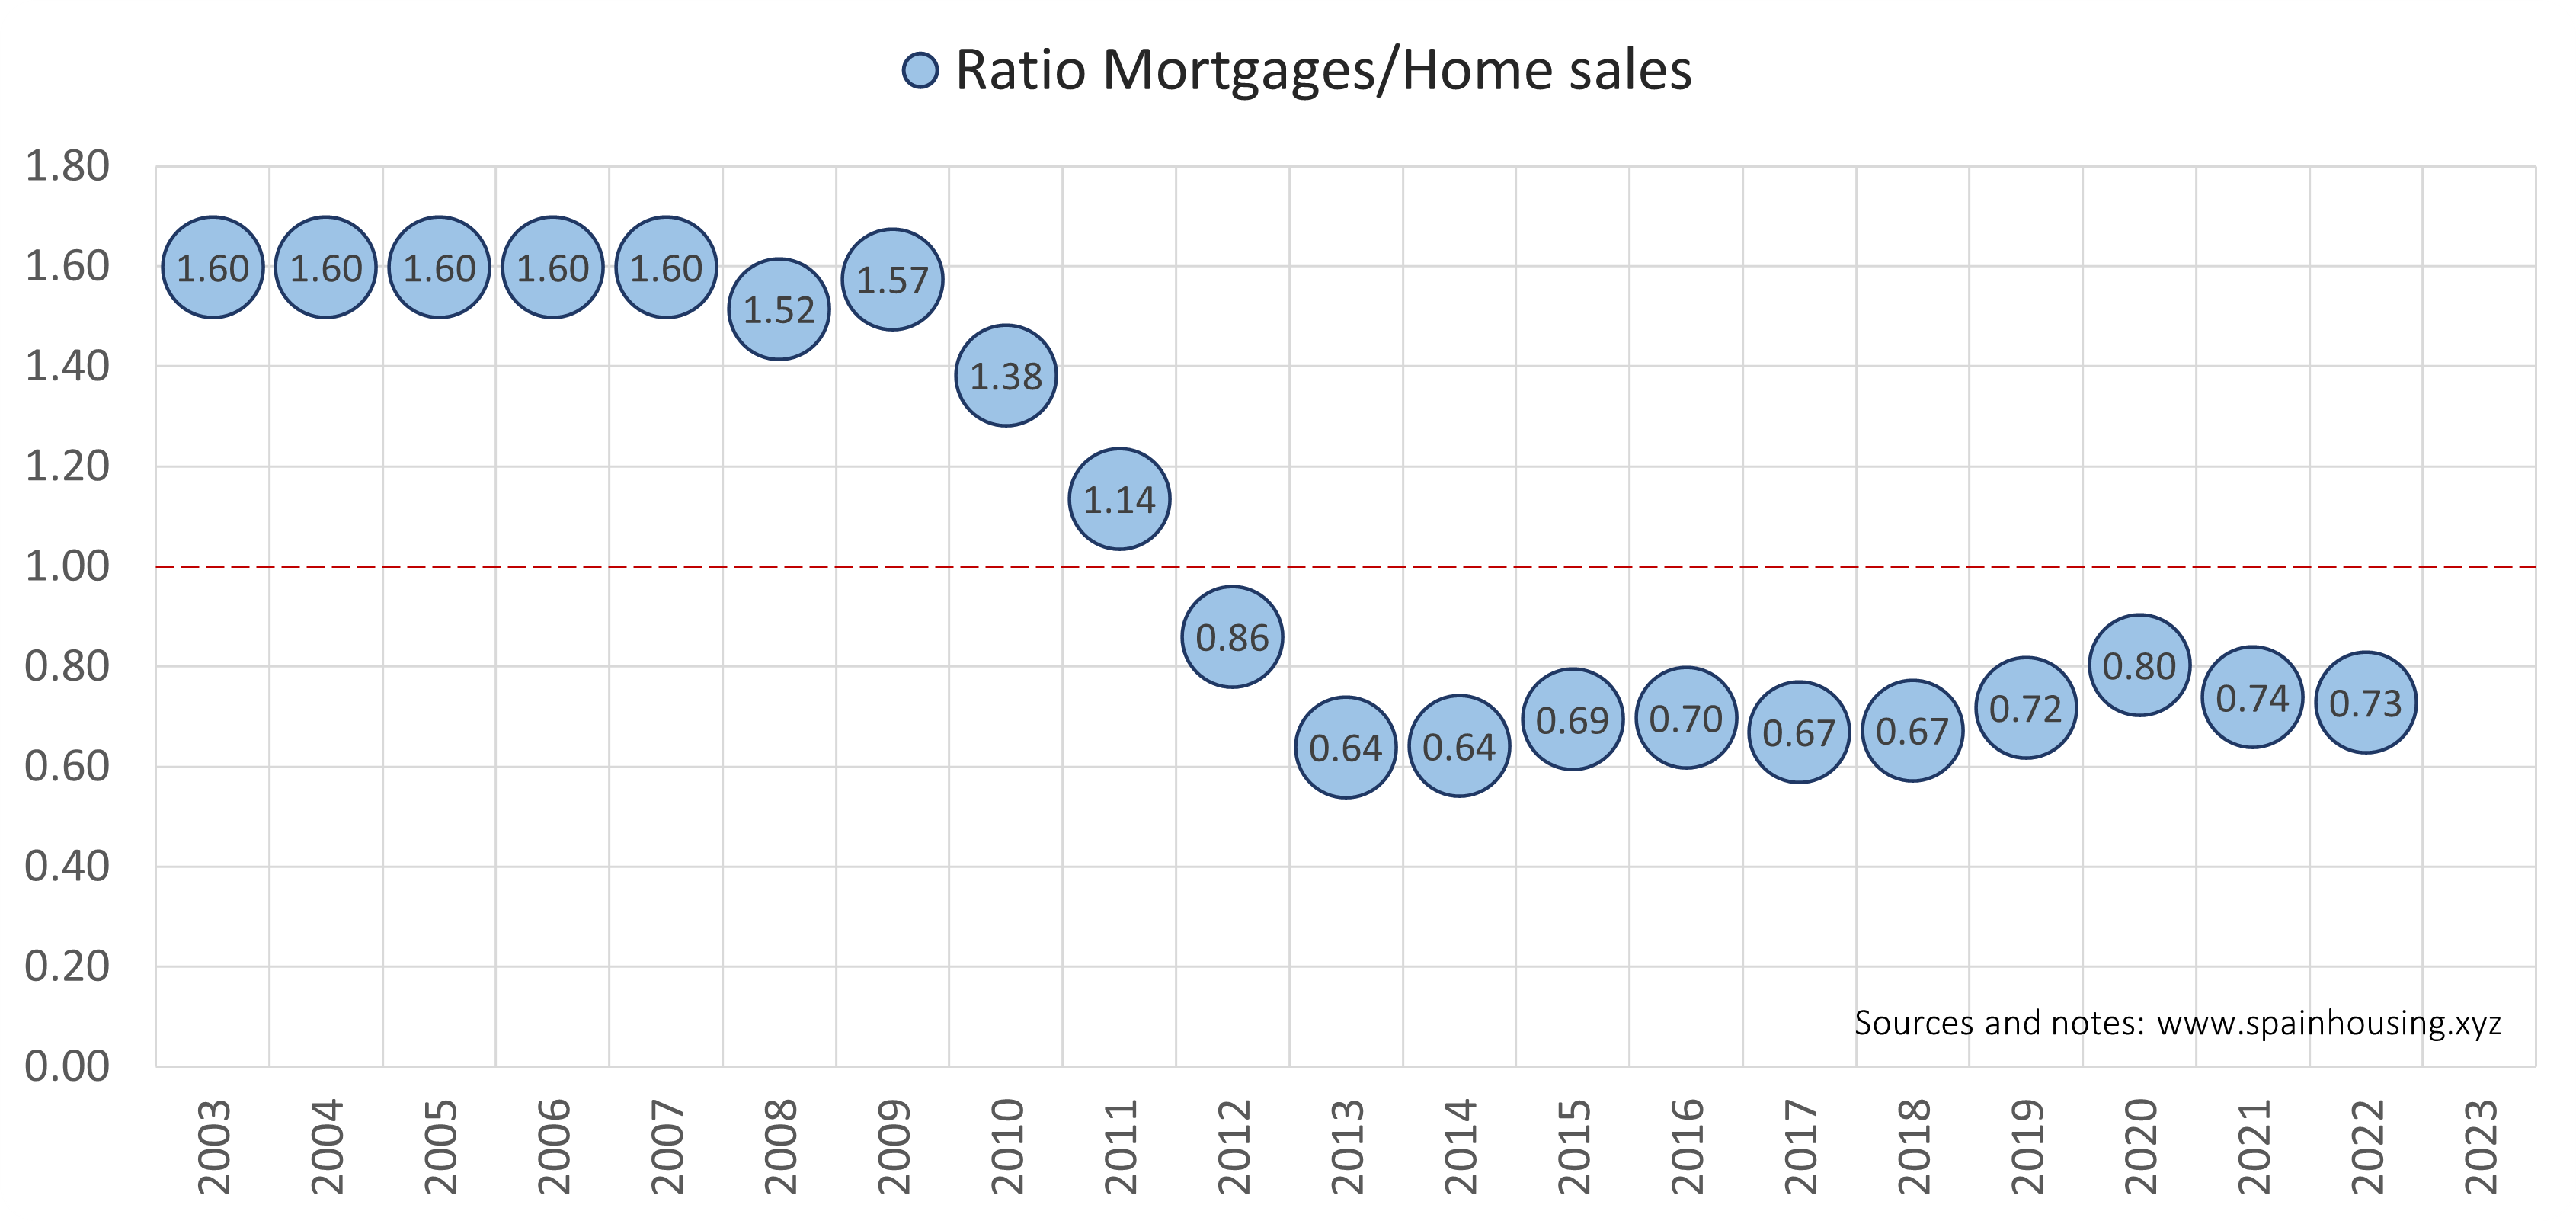 Ratio Mortgages/Home sales
1.80
1.60
1.40
1.20
1.00
0.80
0.60
0.40
0.20
0.00
1.60 1.60 1.60 1.60 1.60 1.52 1.57 1.38 1.14 0.86 0.64 0.64 0.69 0.70 0.67 0.67 0.72 0.80 0.74 0.73
Sources and notes: www.spainhousing.xyz
2003 2004 2005 2006 2007 2008 2009 2010 2011 2012 2013 2014 2015 2016 2017 2018 2019 2020 2021 2022 2023